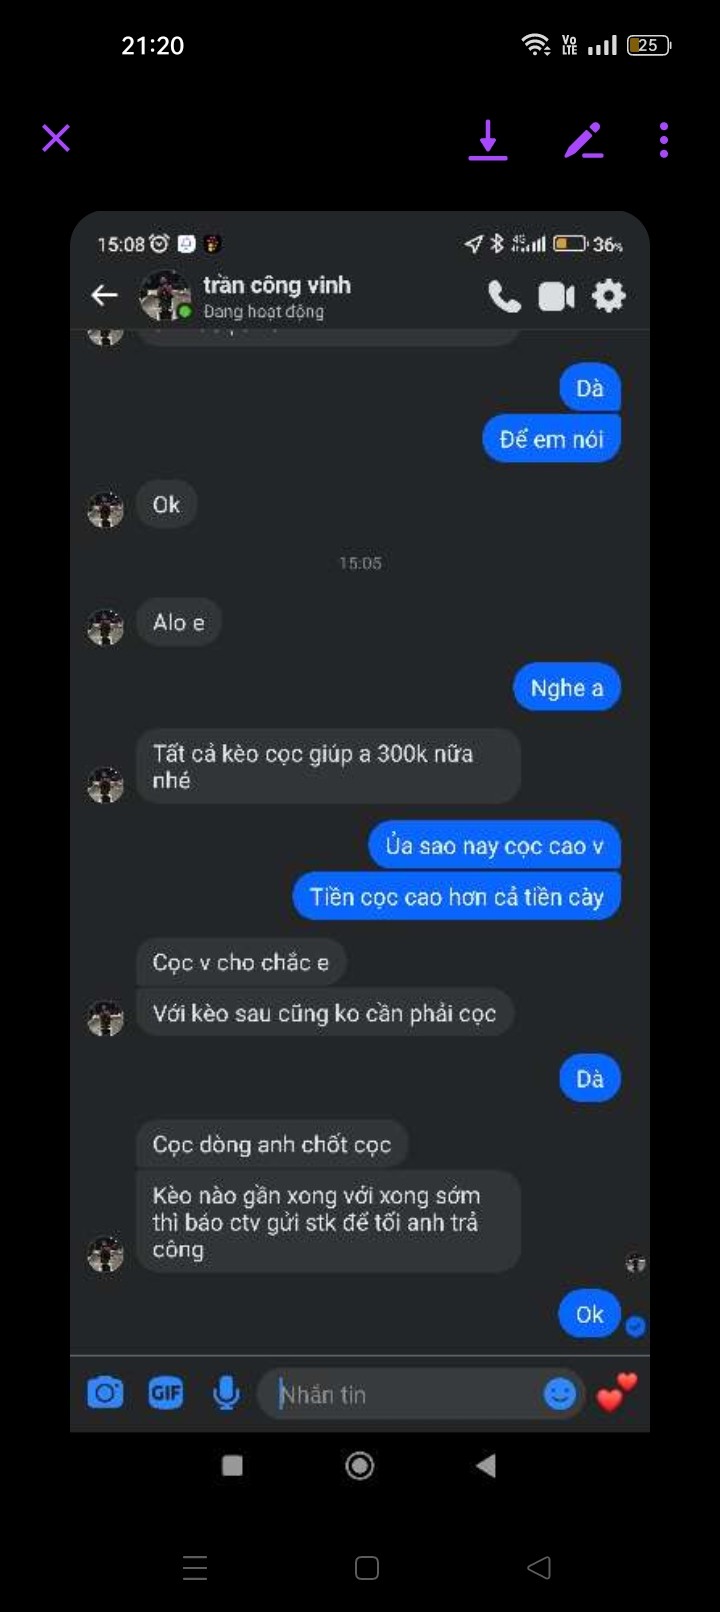 21:20
Vo
LTE
25
15:08
4G
36%
trần công vinh
Đang hoạt động
Dà
Để em nói
Ok
15:05
Alo e
Nghe a
Tất cả kèo cọc giúp a 300k nữa
nhé
Ủa sao nay cọc cao v
Tiền cọc cao hơn cả tiền cày
Cọc v cho chắc e
Với kèo sau cũng ko cần phải cọc
Dà
Cọc dòng anh chốt cọc
Kèo nào gần xong với xong sớm
thì báo ctv gửi stk để tối anh trả
công
Ok
GIF
Nhắn tin